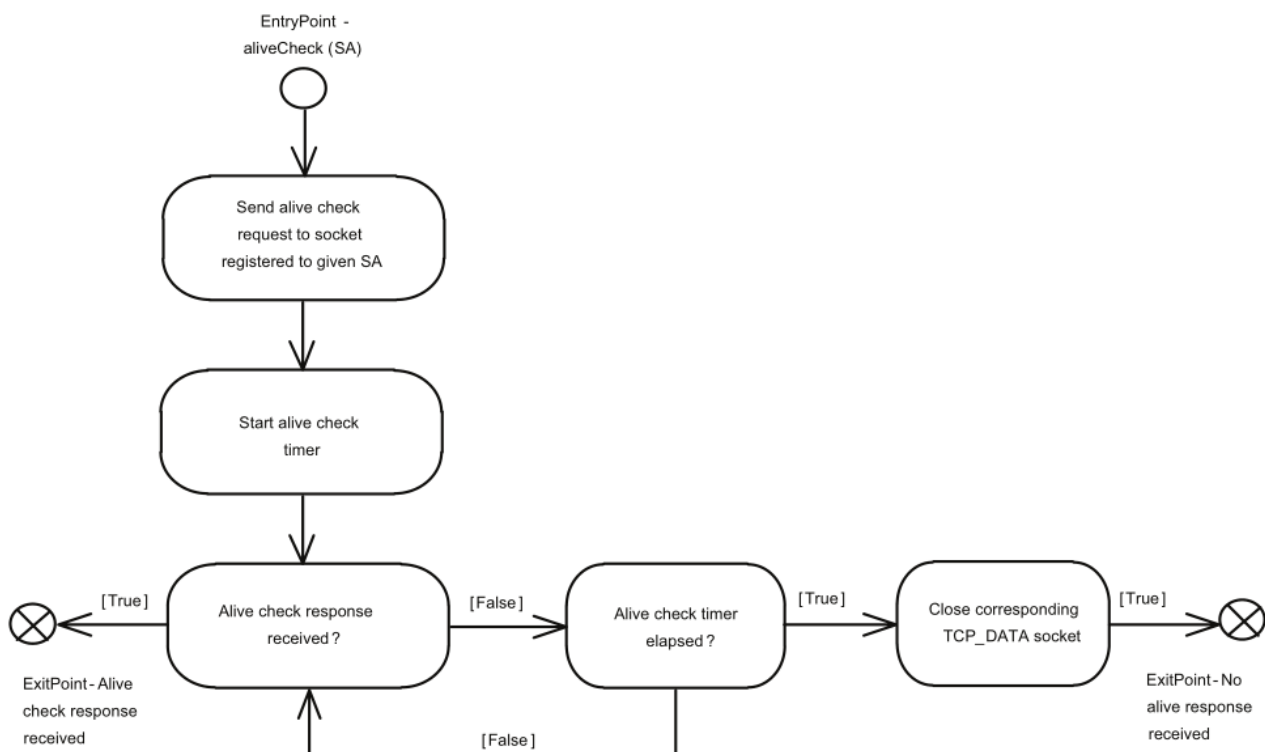 EntryPoint -
aliveCheck (SA)
Send alive check
request to socket
registered to given SA
Start alive check
timer
[True]
Alive check response
received?
[False]
Alive check timer
elapsed?
[True]
Close corresponding
TCP_DATA socket
[True]
ExitPoint-Alive
check response
received
[False]
ExitPoint-No
alive response
received